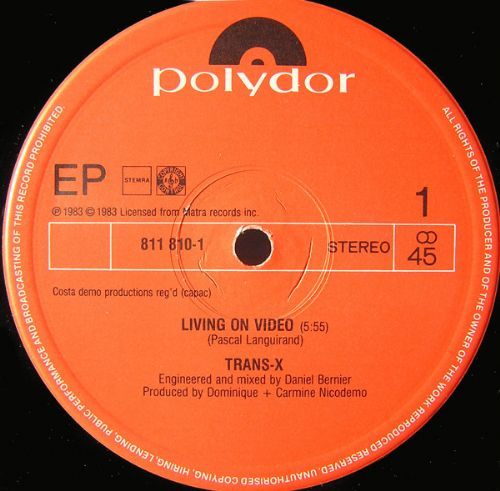 polydor
EP
STEMRA
1
℗ 1983 © 1983 Licensed from Matra records inc.
811 810-1
STEREO
45
Costa demo productions reg'd (capac)
LIVING ON VIDEO (5:55)
(Pascal Languirand)
TRANS-X
Engineered and mixed by Daniel Bernier
Produced by Dominique + Carmine Nicodemo
ALL RIGHTS OF THE PRODUCER AND OF THE OWNER OF THE WORK REPRODUCED RESERVED. UNAUTHORISED COPYING, HIRING, LENDING, PUBLIC PERFORMANCE AND BROADCASTING OF THIS RECORD PROHIBITED.